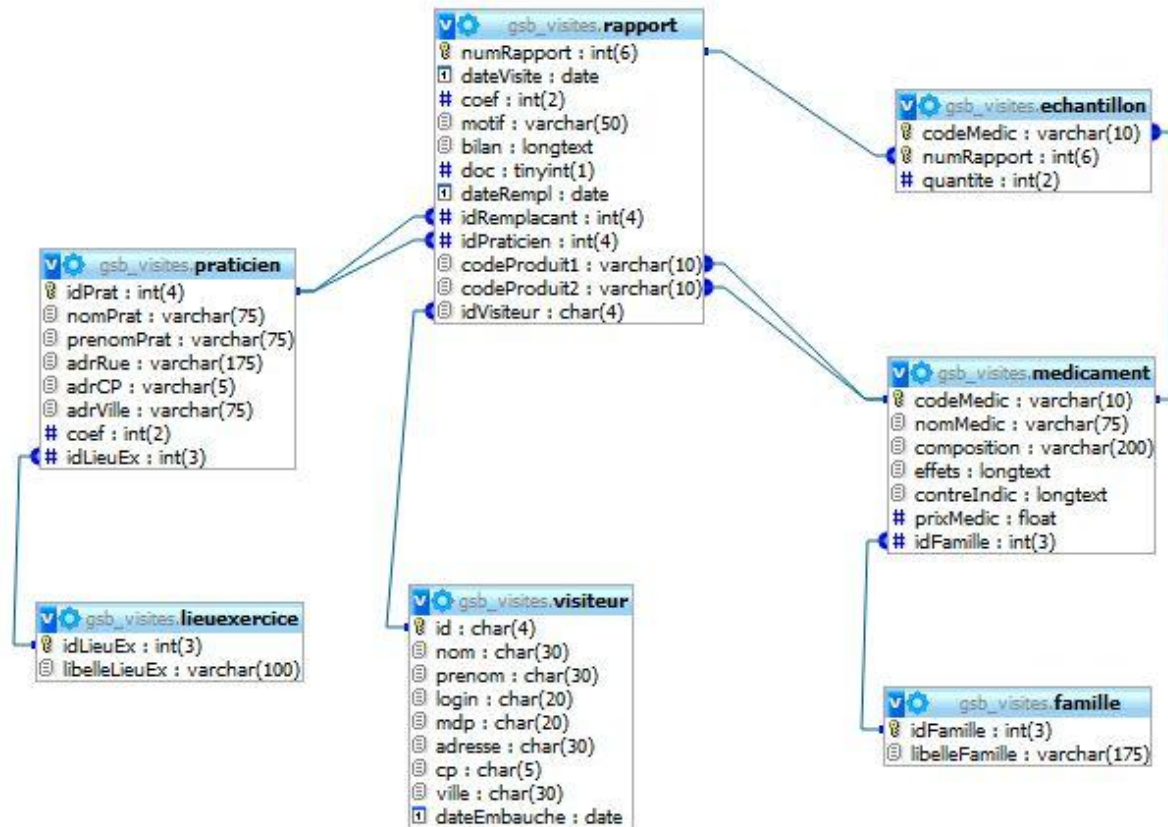 gsb_visites.rapport
numRapport : int(6)
dateVisite : date
# coef : int(2)
motif : varchar(50)
bilan : longtext
# doc : tinyint(1)
dateRempl : date
# idRemplacant : int(4)
# idPraticien : int(4)
codeProduit1 : varchar(10)
codeProduit2 : varchar(10)
idVisiteur : char(4)
gsb_visites.echantillon
codeMedic : varchar(10)
numRapport : int(6)
# quantite : int(2)
gsb_visites.praticien
idPrat : int(4)
nomPrat : varchar(75)
prenomPrat : varchar(75)
adrRue : varchar(175)
adrCP : varchar(5)
adrVille : varchar(75)
# coef : int(2)
# idLieuEx : int(3)
gsb_visites.medicament
codeMedic : varchar(10)
nomMedic : varchar(75)
composition : varchar(200)
effets : longtext
contreIndic : longtext
# prixMedic : float
# idFamille : int(3)
gsb_visites.lieuexercice
idLieuEx : int(3)
libelleLieuEx : varchar(100)
gsb_visites.visiteur
id : char(4)
nom : char(30)
prenom : char(30)
login : char(20)
mdp : char(20)
adresse : char(30)
cp : char(5)
ville : char(30)
dateEmbauche : date
gsb_visites.famille
idFamille : int(3)
libelleFamille : varchar(175)